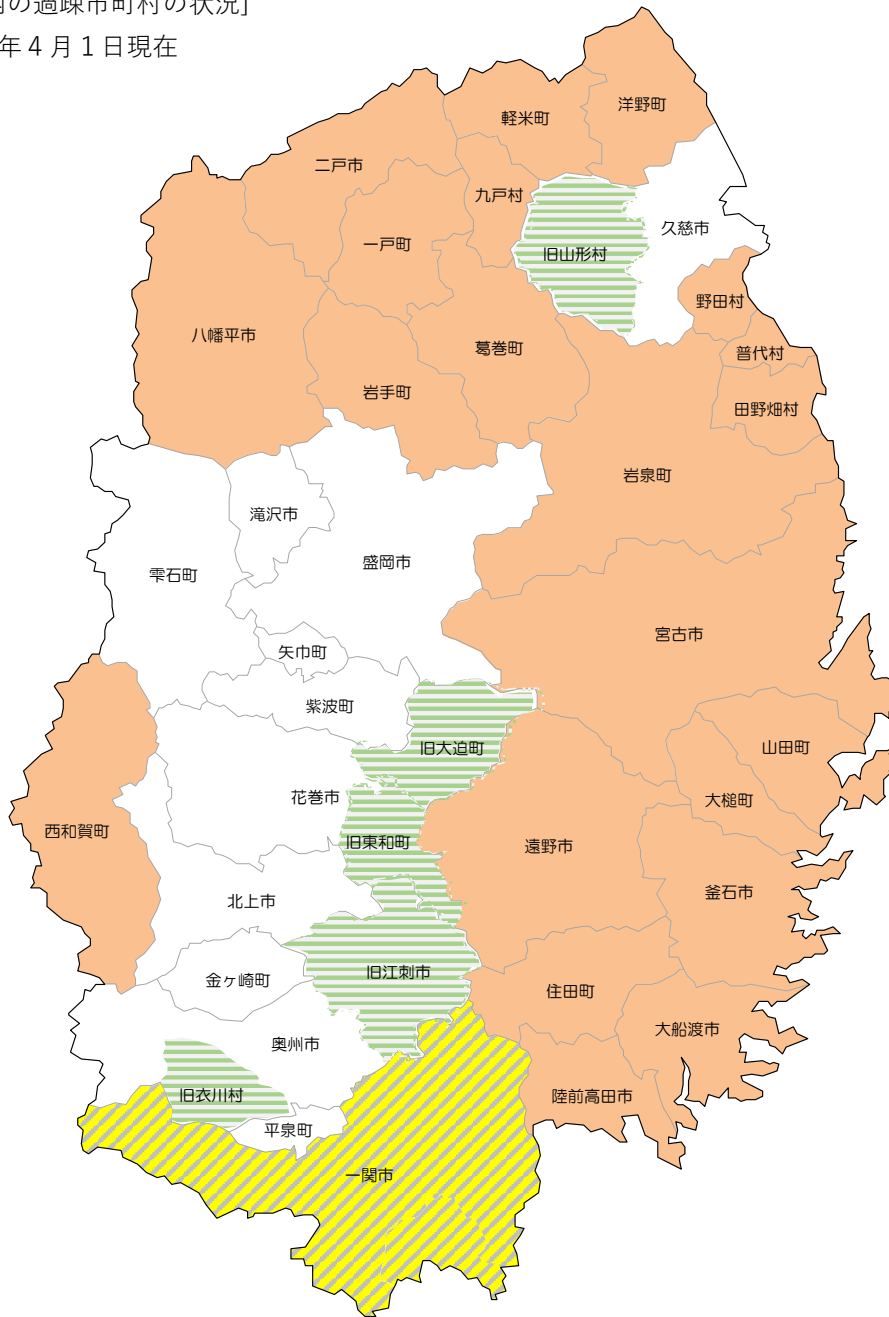 の過疎市町村の状況]
年4月1日現在
洋野町
軽米町
二戸市
九戸村
久慈市
一戸町
旧山形村
野田村
八幡平市
葛巻町
普代村
岩手町
田野畑村
岩泉町
滝沢市
盛岡市
雫石町
宮古市
矢巾町
紫波町
旧大迫町
山田町
花巻市
大槌町
西和賀町
旧東和町
遠野市
釜石市
北上市
旧江刺市
金ヶ崎町
住田町
大船渡市
奥州市
旧衣川村
陸前高田市
平泉町
一関市